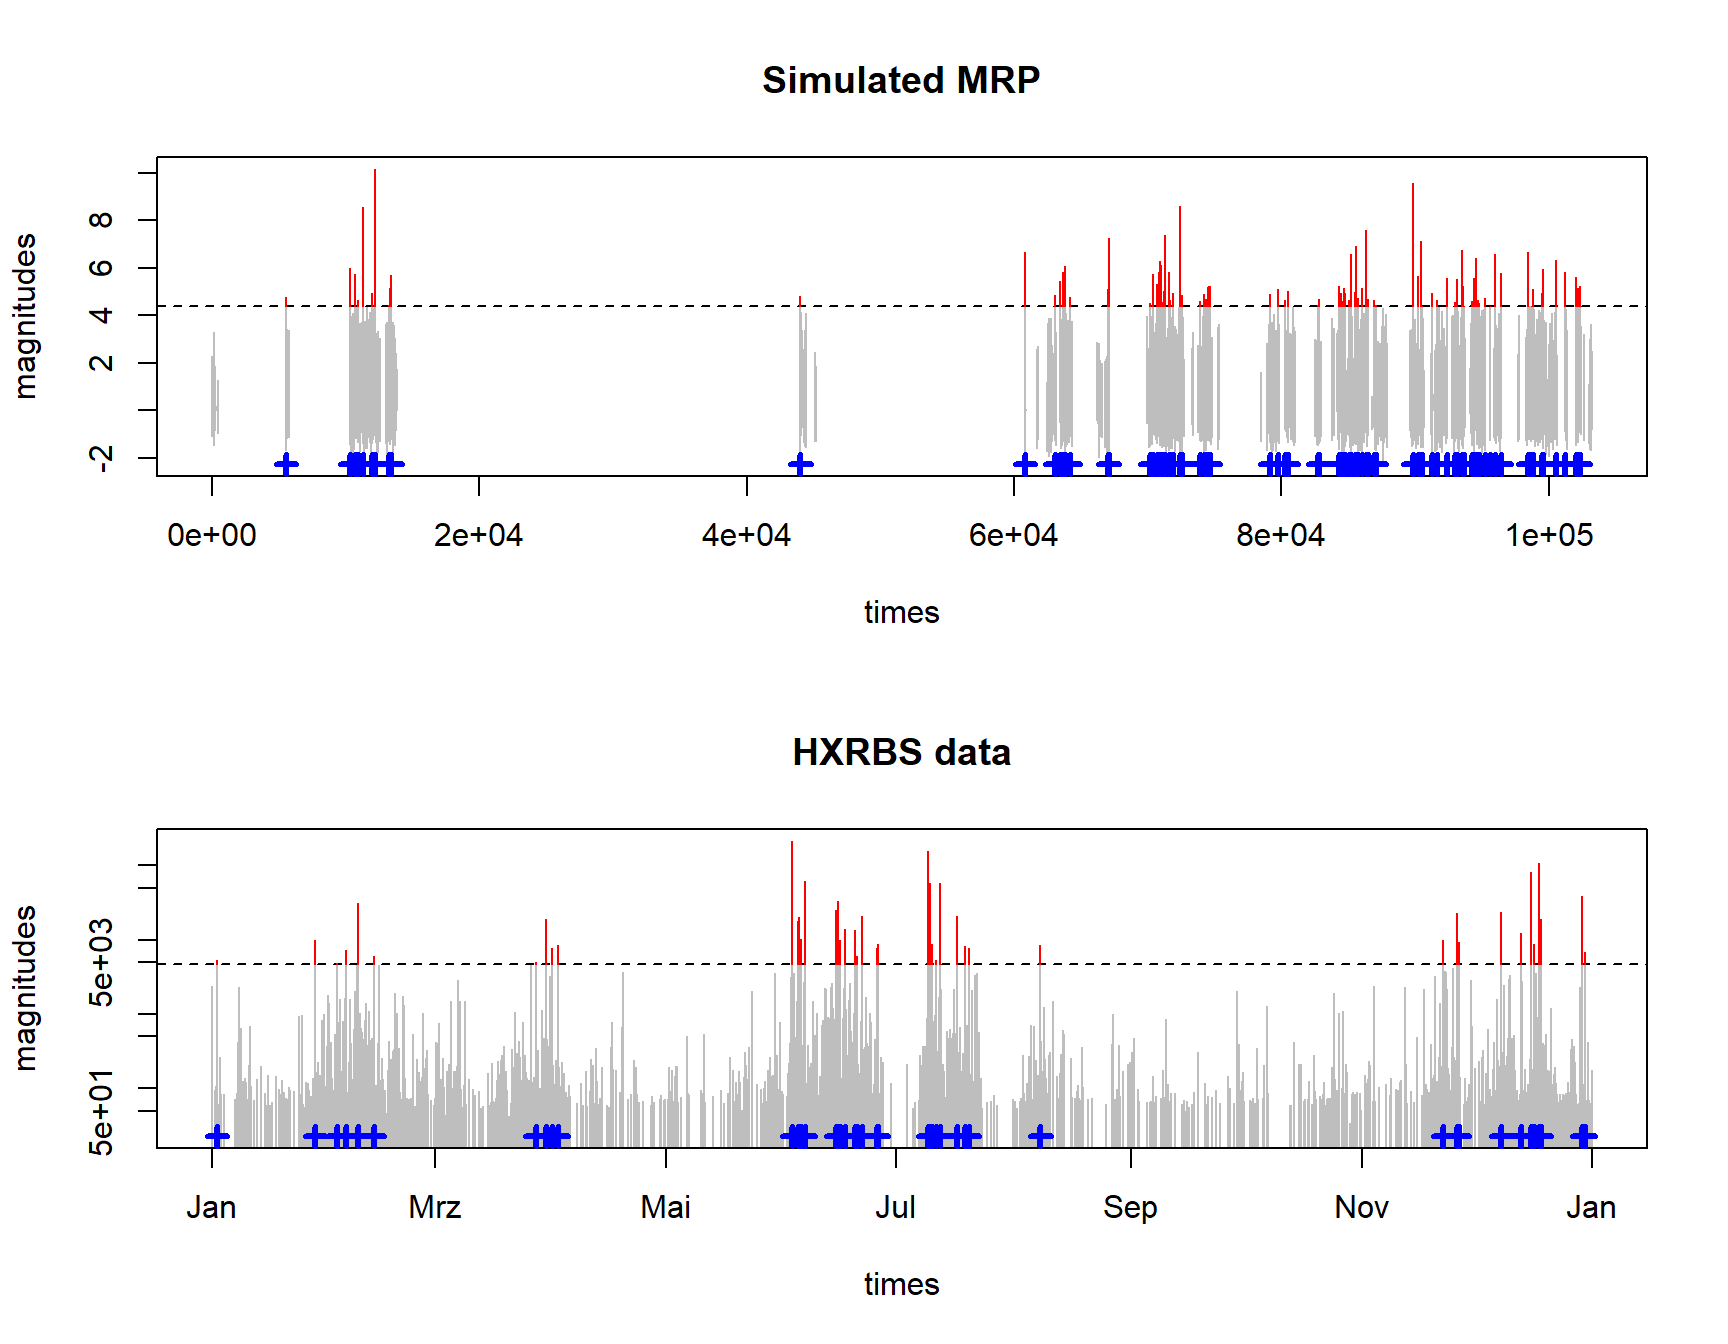 Simulated MRP
magnitudes
8
6
4
2
-2
0e+00 2e+04 4e+04 6e+04 8e+04 1e+05
times
HXRBS data
magnitudes
5e+03
5e+01
Jan Mrz Mai Jul Sep Nov Jan
times